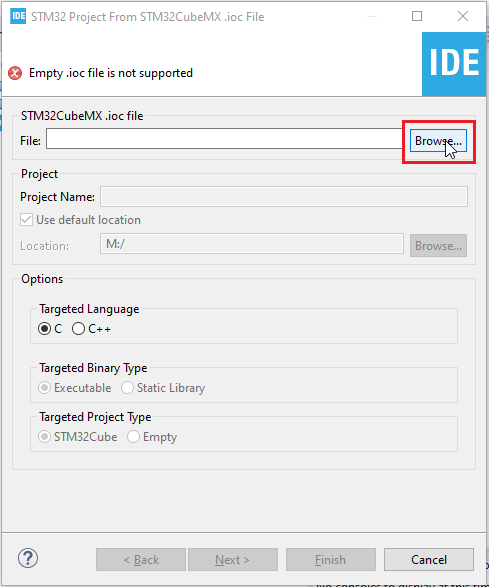 IDE STM32 Project From STM32CubeMX .ioc File
Empty .ioc file is not supported
IDE
STM32CubeMX .ioc file
File: Browse...
Project
Project Name:
Use default location
Location: M:/ Browse...
Options
Targeted Language
C C++
Targeted Binary Type
Executable Static Library
Targeted Project Type
STM32Cube Empty
? < Back Next > Finish Cancel